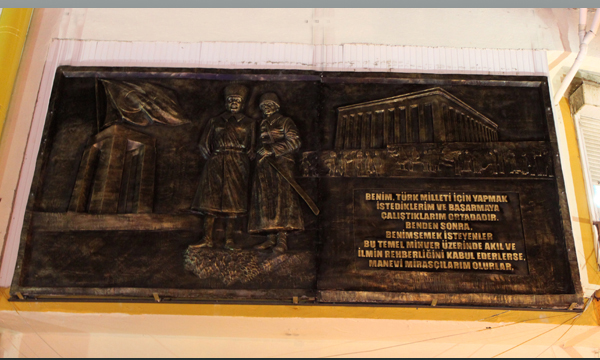 BENİM, TÜRK MİLLETİ İÇİN YAPMAK
İSTEDİKLERİM VE BAŞARMAYA
ÇALIŞTIKLARIM ORTADADIR.
BENDEN SONRA,
BENİMSEMEK İSTEYENLER
BU TEMEL MİHVER ÜZERİNDE AKIL VE
İLMİN REHBERLİĞİNİ KABUL EDERLERSE,
MANEVİ MİRASÇILARIM OLURLAR.